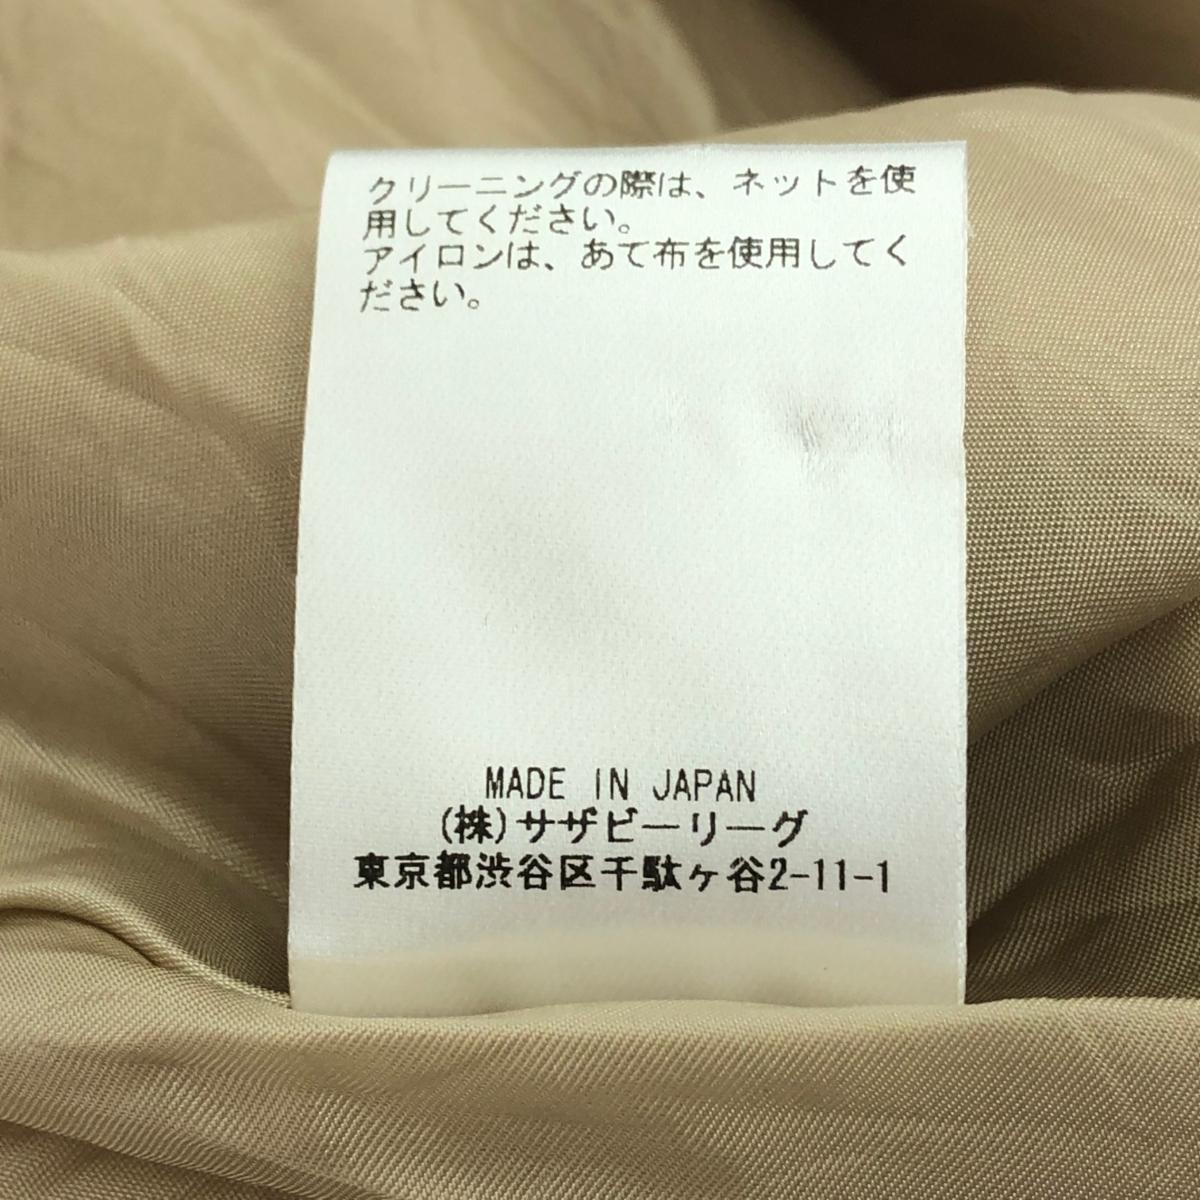 クリーニングの際は、ネットを使
用してください。
アイロンは、あて布を使用してく
ださい。
MADE IN JAPAN
(株)サザビーリーグ
東京都渋谷区千駄ヶ谷2-11-1